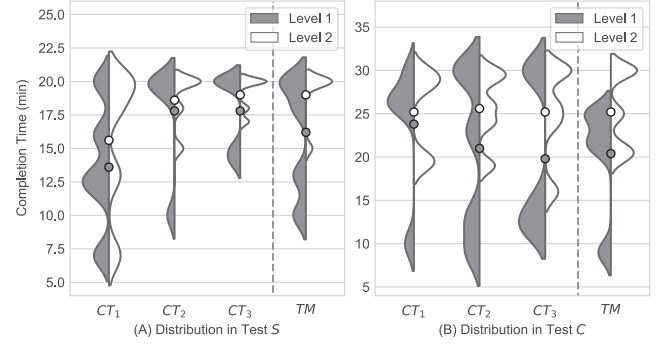 Completion Time (min)
25.0
22.5
20.0
17.5
15.0
12.5
10.0
7.5
5.0
Level 1
Level 2
CT₁ CT₂ CT₃ TM
(A) Distribution in Test S
35
30
25
20
15
10
5
Level 1
Level 2
CT₁ CT₂ CT₃ TM
(B) Distribution in Test C